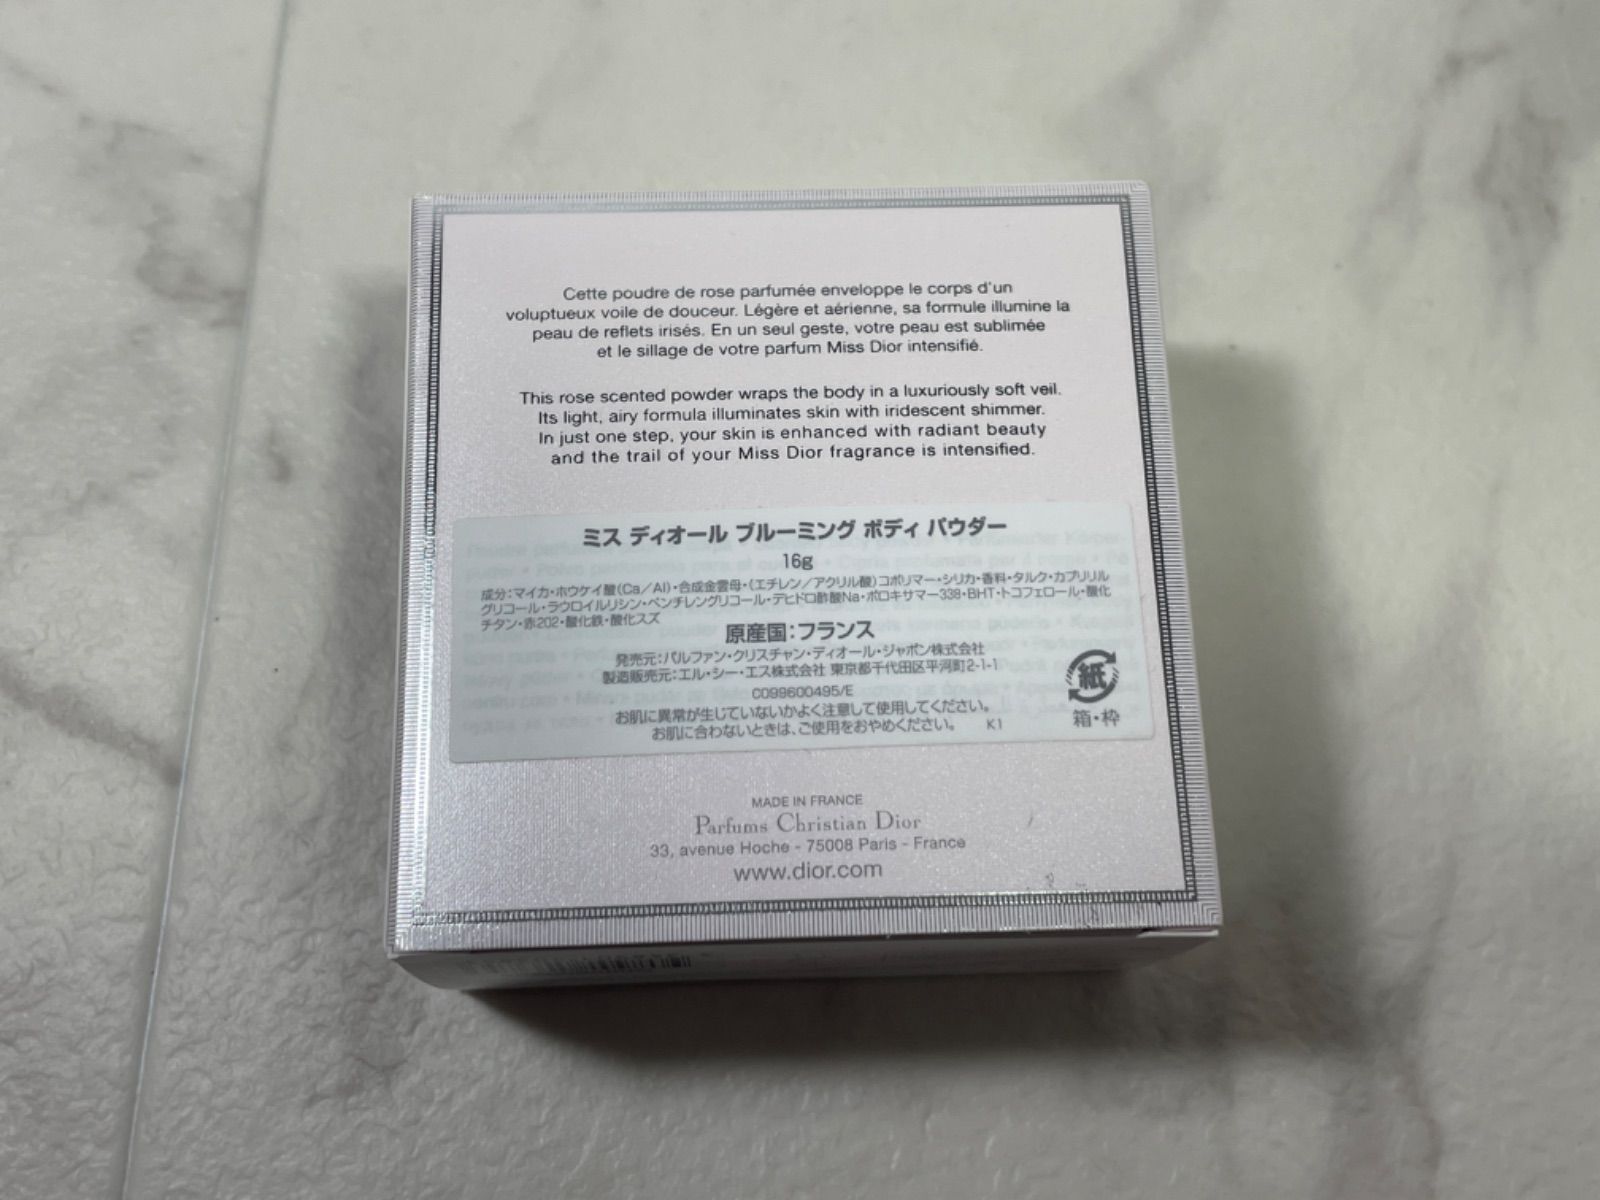 Cette poudre de rose parfumée enveloppe le corps d'un
voluptueux voile de douceur. Légère et aérienne, sa formule illumine la
peau de reflets irisés. En un seul geste, votre peau est sublimée
et le sillage de votre parfum Miss Dior intensifié.
This rose scented powder wraps the body in a luxuriously soft veil.
Its light, airy formula illuminates skin with iridescent shimmer.
In just one step, your skin is enhanced with radiant beauty
and the trail of your Miss Dior fragrance is intensified.
ミス ディオール ブルーミング ボディ パウダー
16g
成分:マイカ・ホウケイ酸(Ca/Al)・合成金雲母・(エチレン/アクリル酸)コポリマー・シリカ・香料・タルク・カプリリル
グリコール・ラウロイルリシン・ペンチレングリコール・デヒドロ酢酸Na・ポロキサマー338・BHT・トコフェロール・酸化
チタン・赤202・酸化鉄・酸化スズ
原産国:フランス
発売元:パルファン・クリスチャン・ディオール・ジャポン株式会社
製造販売元:エル・シー・エス株式会社 東京都千代田区平河町2-1-1
C099600495/E
お肌に異常が生じていないかよく注意して使用してください。
お肌に合わないときは、ご使用をおやめください。 K1
紙
箱・枠
MADE IN FRANCE
Parfums Christian Dior
33, avenue Hoche - 75008 Paris - France
www.dior.com